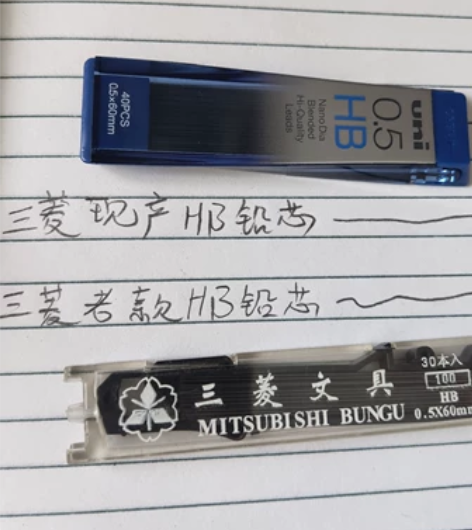 uni
0.5
HB
NanoDia
Blended
Hi-Quality
Leads
40PCS
0.5×60mm
三菱现产HB铅芯
三菱老款HB铅芯
三菱文具
MITSUBISHI BUNGU
30本入
100
HB
0.5X60mm